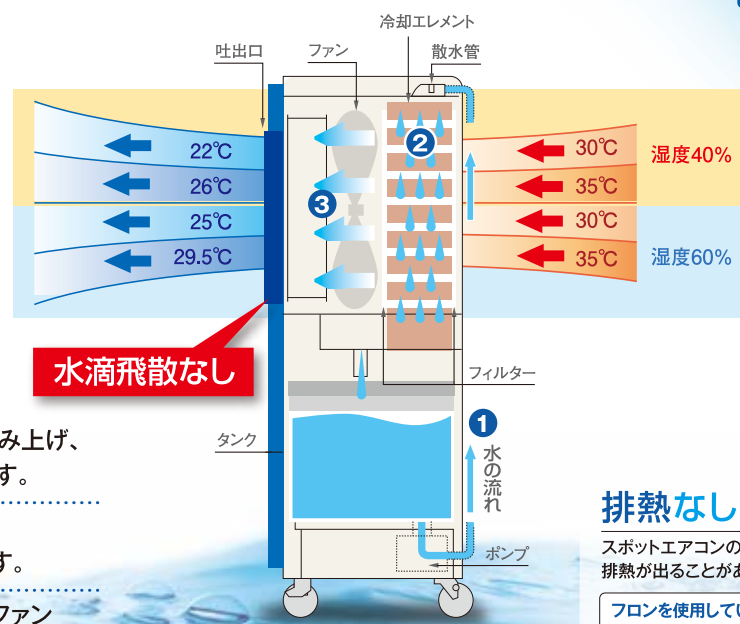 冷却エレメント
吐出口
ファン
散水管
22℃
26℃
25℃
29.5℃
❷
❸
30℃
35℃
30℃
35℃
湿度40%
湿度60%
水滴飛散なし
フィルター
❶
水の流れ
タンク
ポンプ
み上げ、
す。
す。
ファン
排熱なし
スポットエアコンの
排熱が出ることがあ
フロンを使用してい